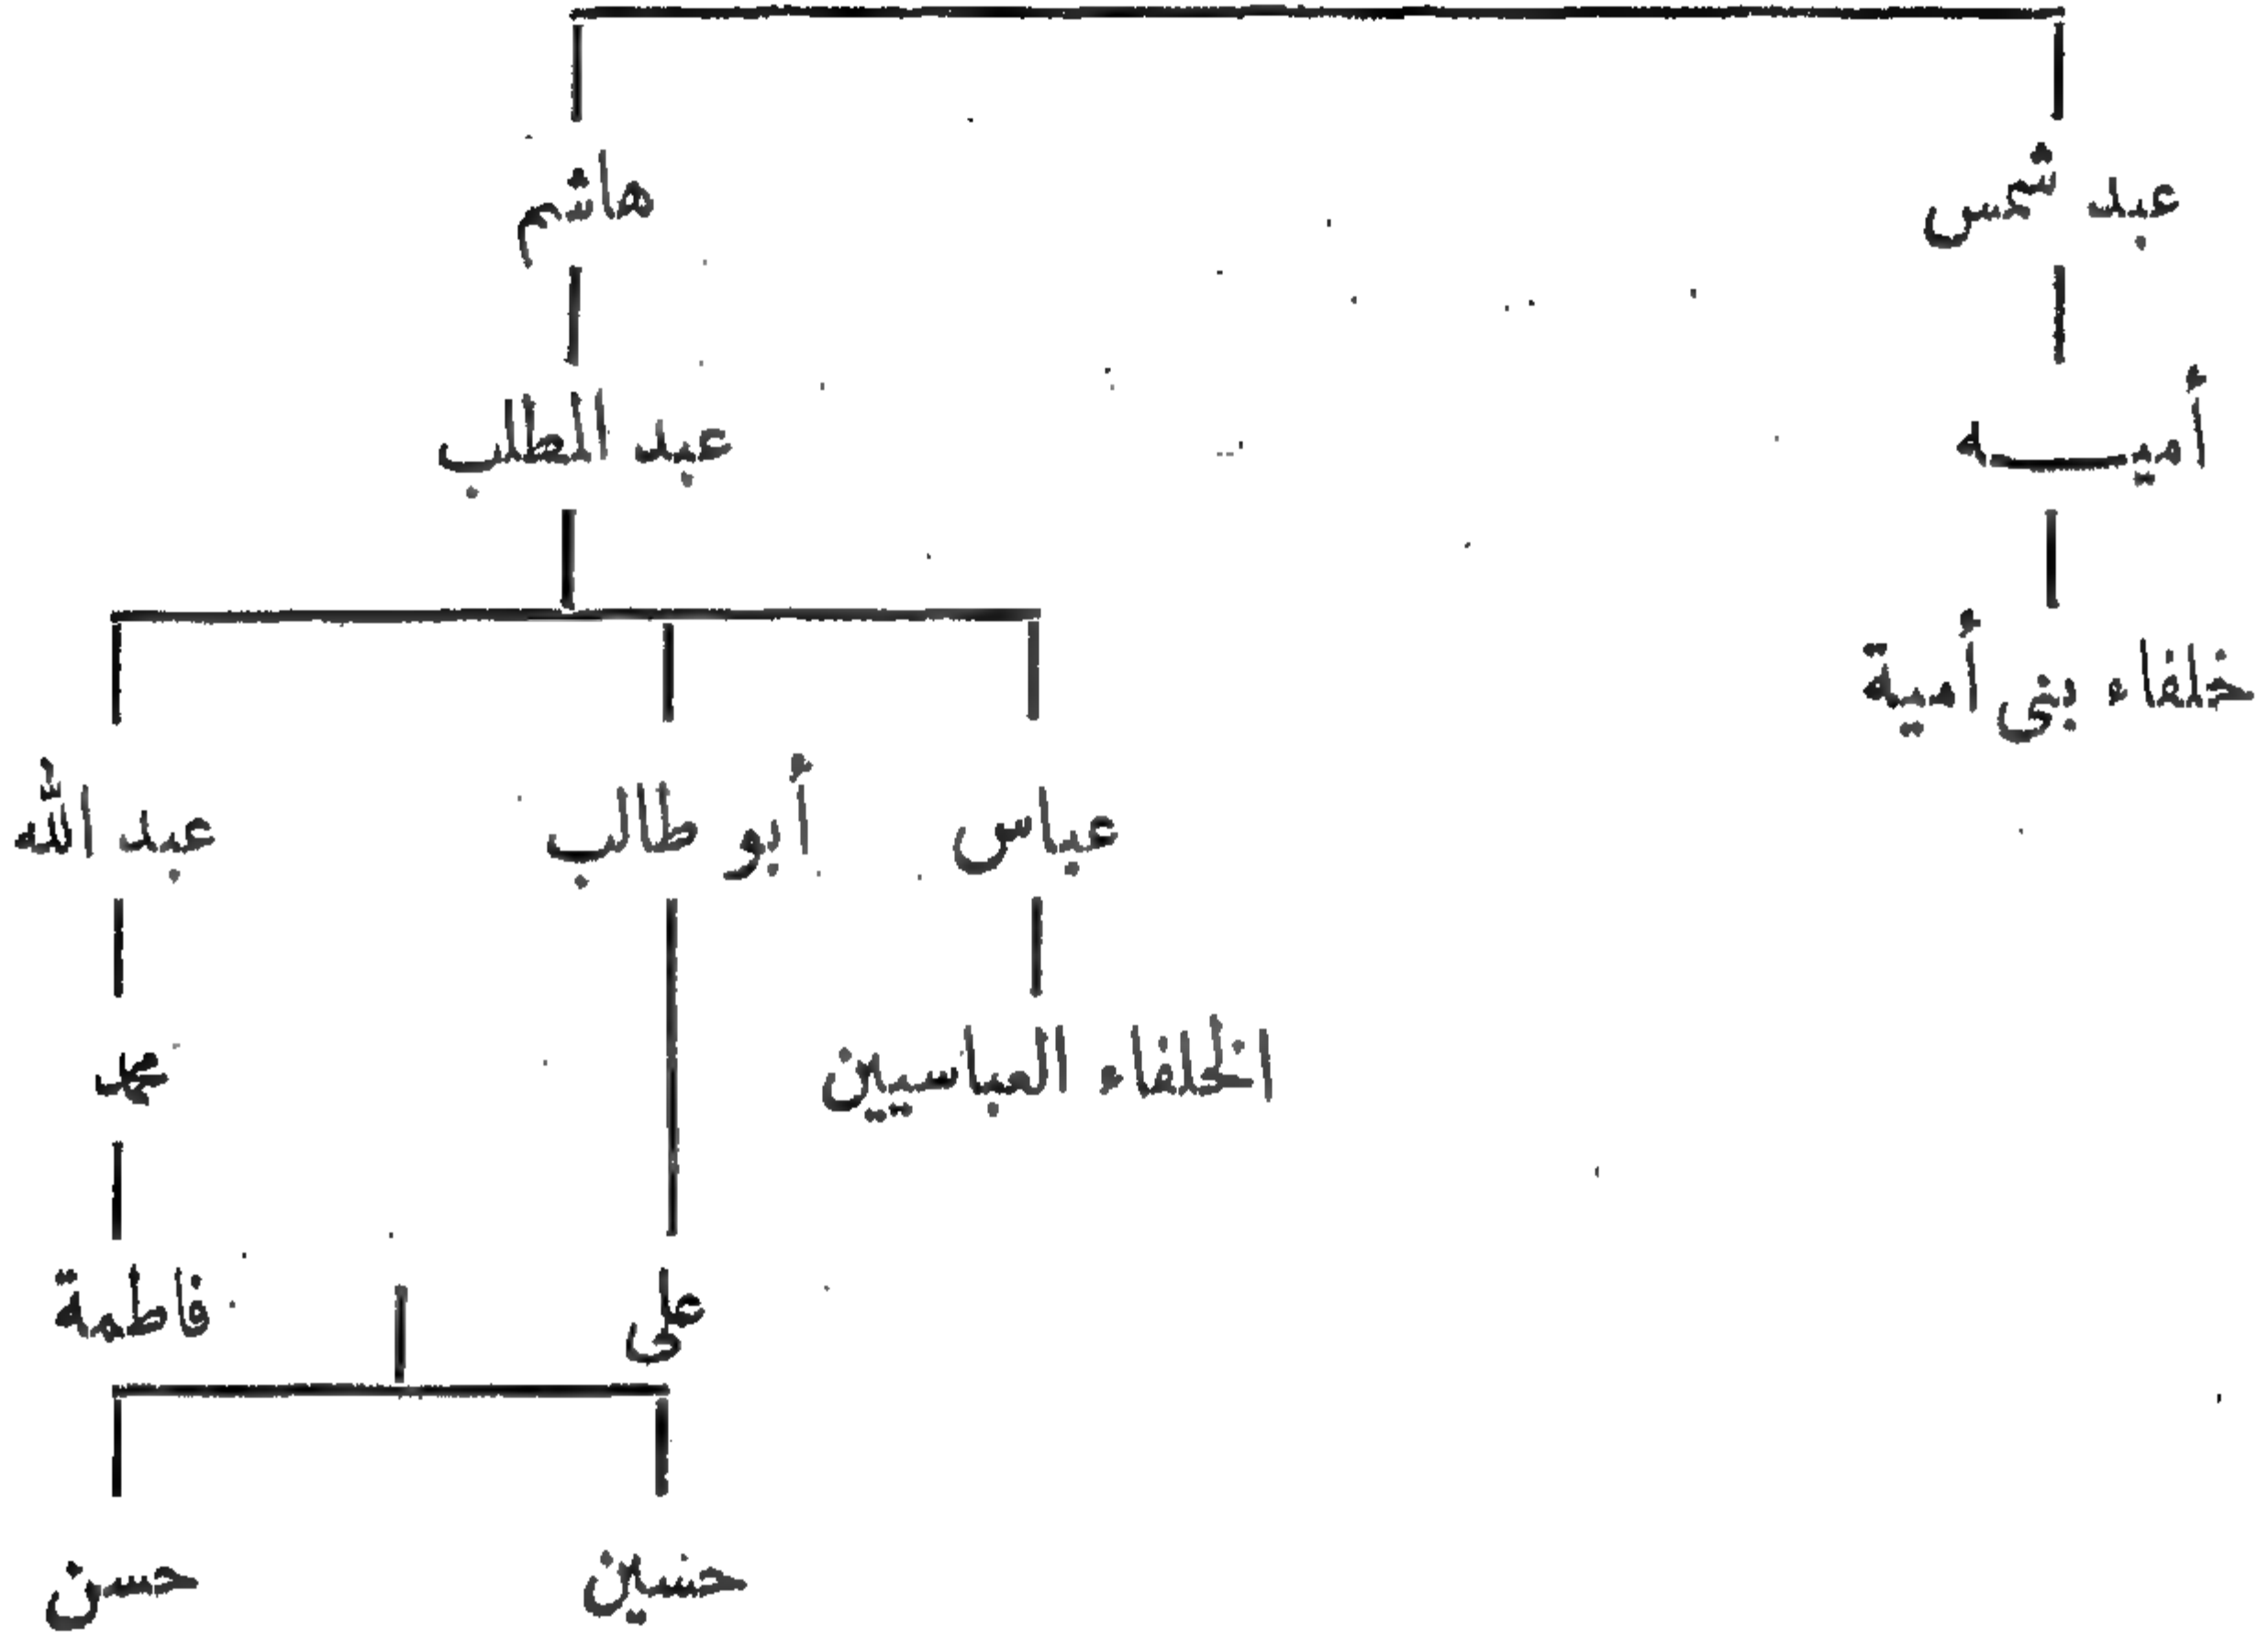 عبد شمس
هاشم
أميـــه
عبد المطلب
خلفاء بنى أمية
عباس
أبو طالب
عبد الله
الخلفاء العباسيين
محمد
على
فاطمة
حسين
حسن